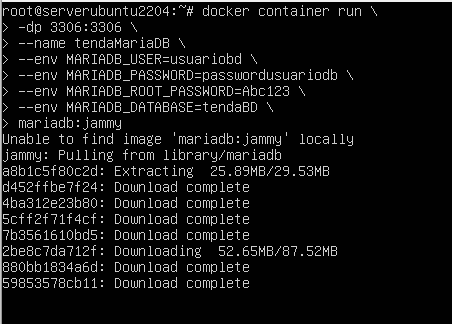 root@serverubuntu2204:~# docker container run \
> -dp 3306:3306 \
> --name tendaMariaDB \
> --env MARIADB_USER=usuariobd \
> --env MARIADB_PASSWORD=passwordusuariodb \
> --env MARIADB_ROOT_PASSWORD=Abc123 \
> --env MARIADB_DATABASE=tendaBD \
> mariadb:jammy
Unable to find image 'mariadb:jammy' locally
jammy: Pulling from library/mariadb
a8b1c5f80c2d: Extracting  25.89MB/29.53MB
d452ffbe7f24: Download complete
4ba312e23b80: Download complete
5cff2f71f4cf: Download complete
7b3561610bd5: Download complete
2be8c7da712f: Downloading  52.65MB/87.52MB
880bb1834a6d: Download complete
59853578cb11: Download complete